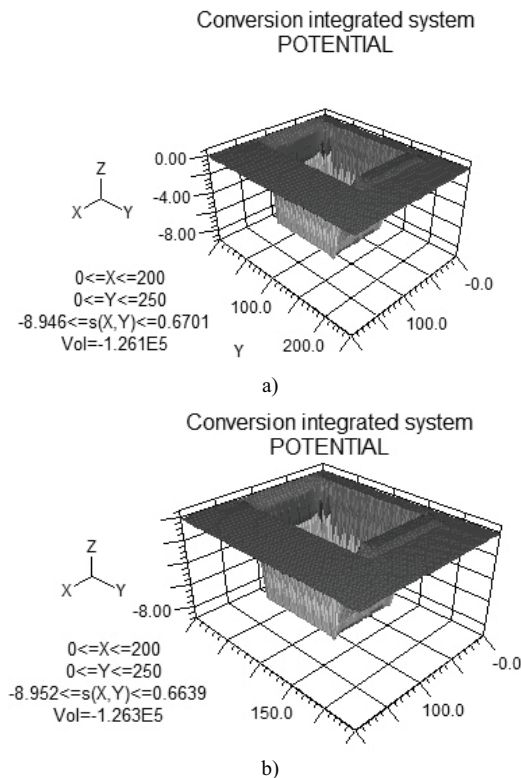 Conversion integrated system
POTENTIAL
0.00
-4.00
-8.00
Z
X Y
0<=X<=200
0<=Y<=250
-8.946<=s(X,Y)<=0.6701
Vol=-1.261E5
100.0
Y
200.0
100.0
-0.0
a)
Conversion integrated system
POTENTIAL
-8.00
Z
X Y
0<=X<=200
0<=Y<=250
-8.952<=s(X,Y)<=0.6639
Vol=-1.263E5
150.0
100.0
-0.0
b)